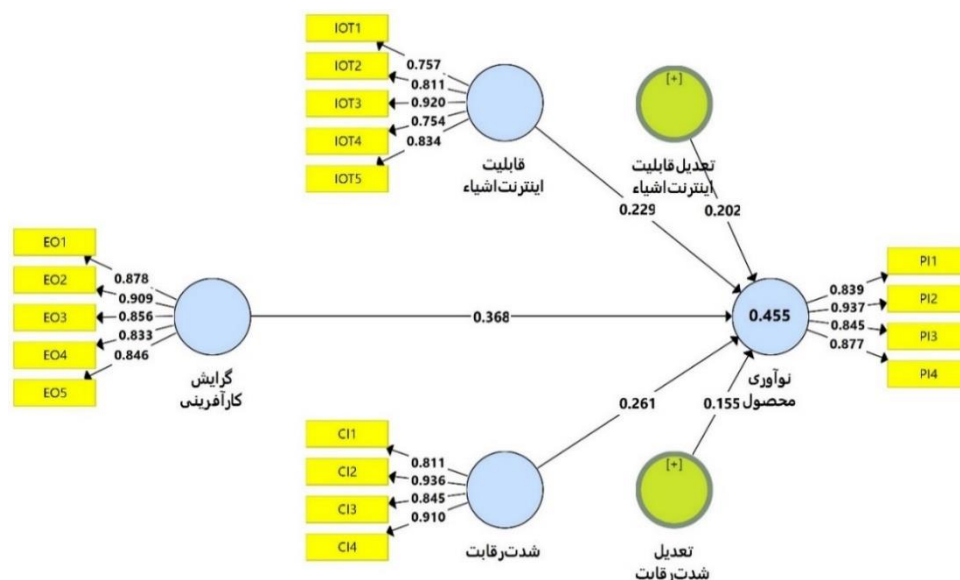 IOT1
IOT2
IOT3
IOT4
IOT5
0.757
0.811
0.920
0.754
0.834
قابلیت
اینترنت‌اشیاء
[+]
تعدیل‌قابلیت
اینترنت‌اشیاء
0.229
0.202
EO1
EO2
EO3
EO4
EO5
0.878
0.909
0.856
0.833
0.846
گرایش
کارآفرینی
0.368
0.455
نوآوری
محصول
0.839
0.937
0.845
0.877
PI1
PI2
PI3
PI4
0.261
0.155
CI1
CI2
CI3
CI4
0.811
0.936
0.845
0.910
شدت‌رقابت
[+]
تعدیل
شدت‌رقابت